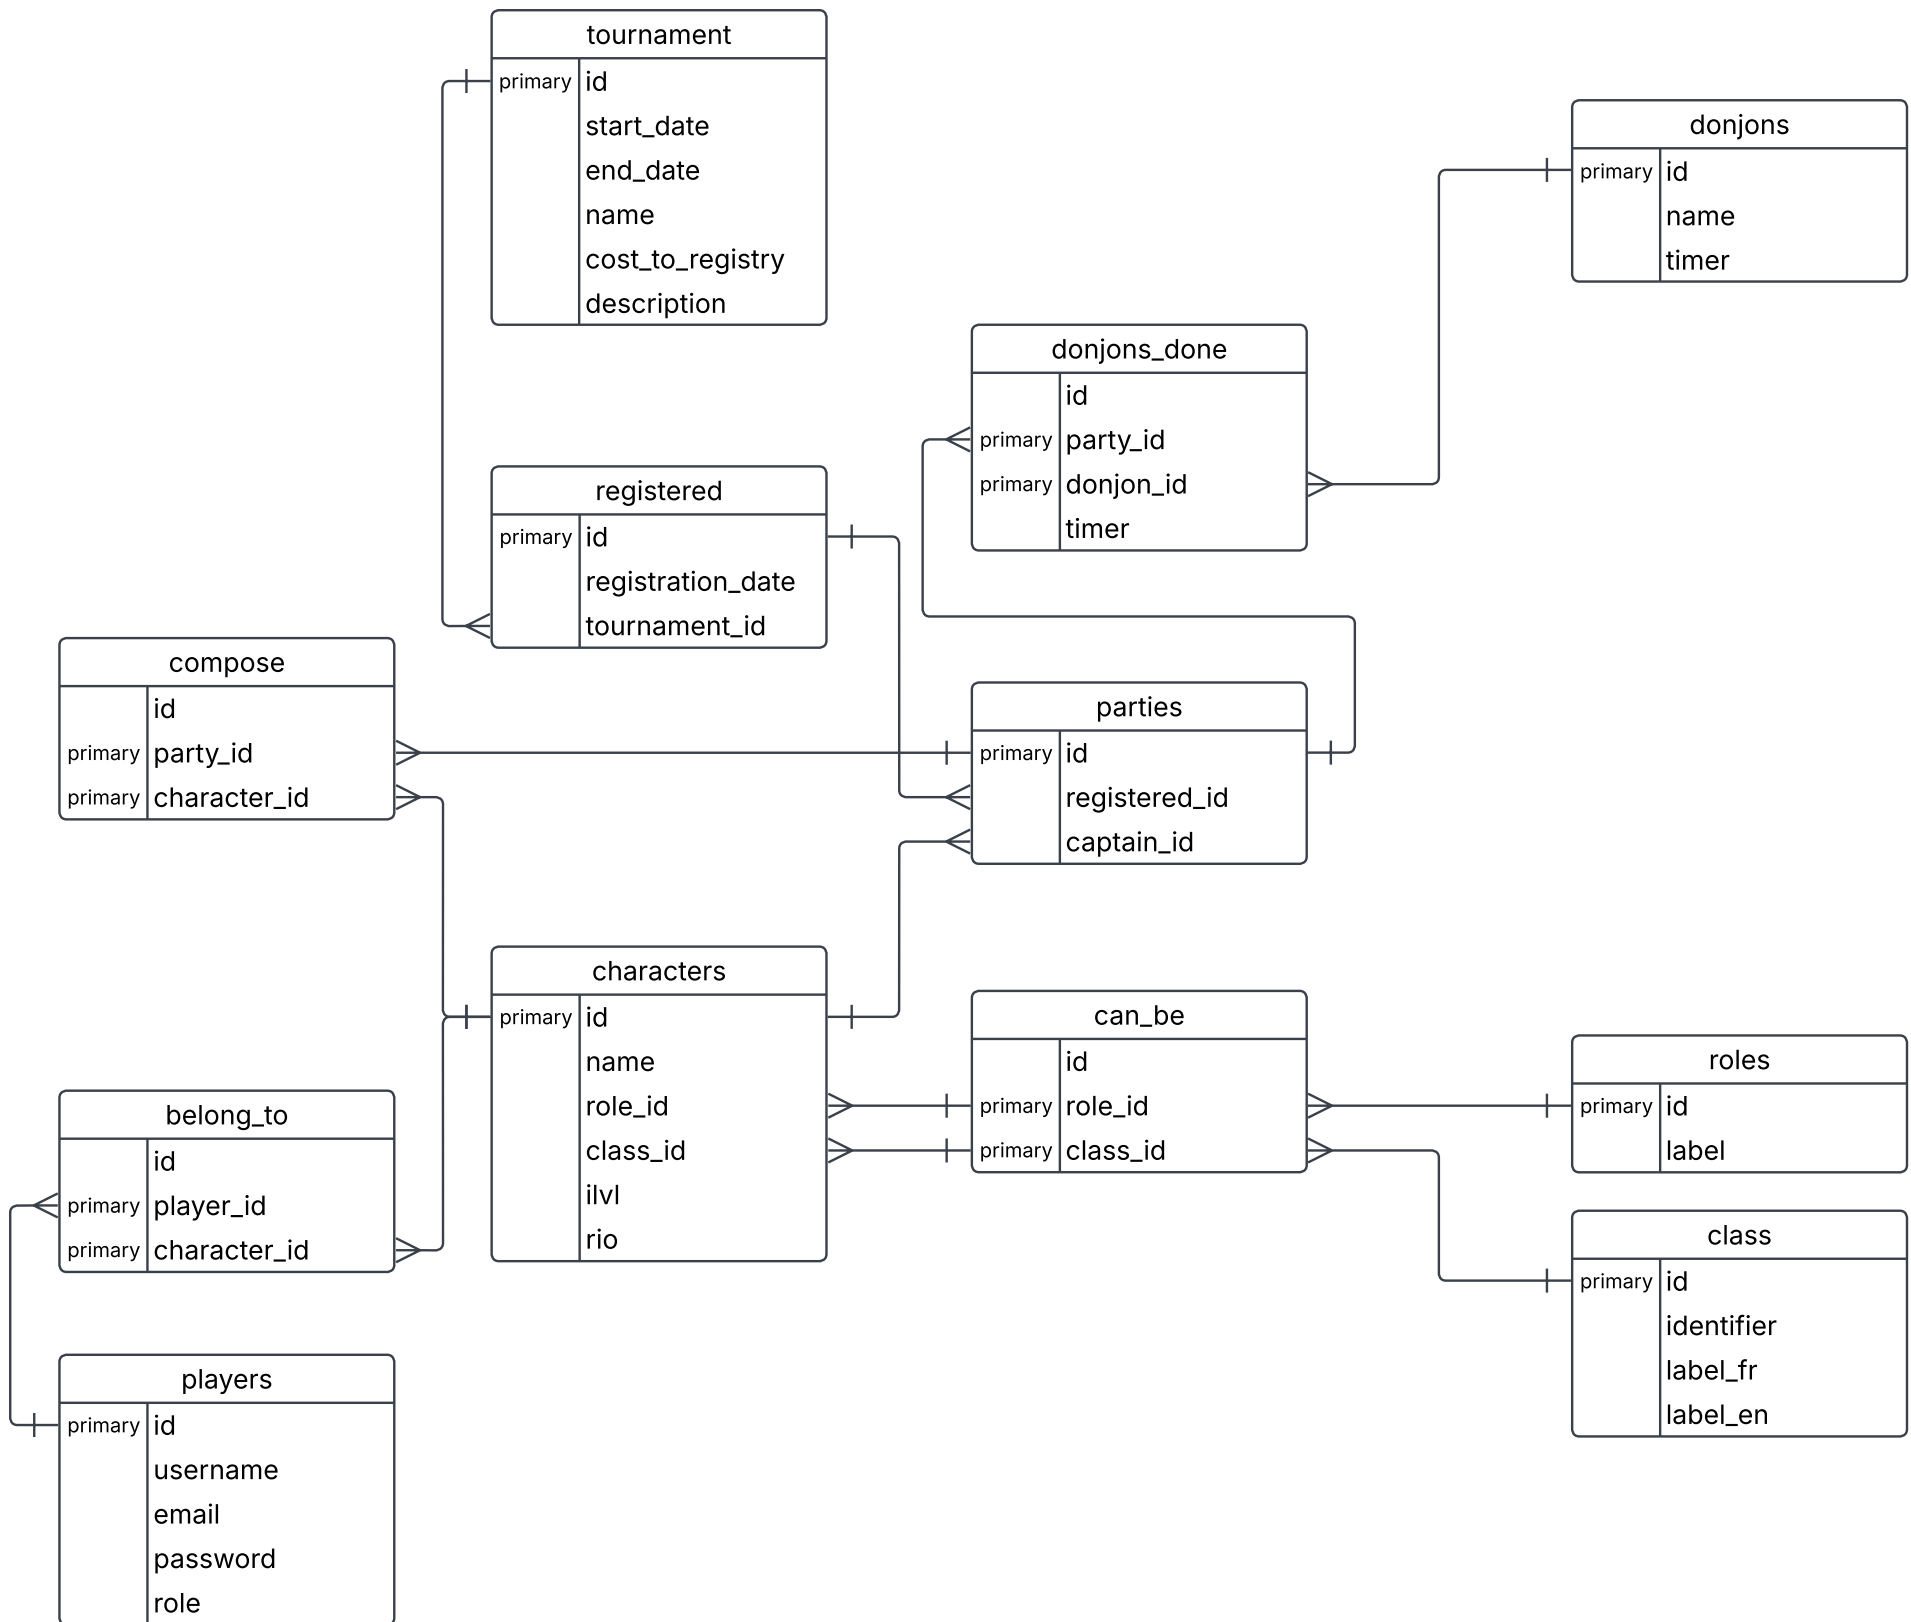 tournament
primary id
start_date
end_date
name
cost_to_registry
description
donjons
primary id
name
timer
donjons_done
id
primary party_id
primary donjon_id
timer
registered
primary id
registration_date
tournament_id
compose
id
primary party_id
primary character_id
parties
primary id
registered_id
captain_id
characters
primary id
name
role_id
class_id
ilvl
rio
can_be
id
primary role_id
primary class_id
roles
primary id
label
belong_to
id
primary player_id
primary character_id
class
primary id
identifier
label_fr
label_en
players
primary id
username
email
password
role